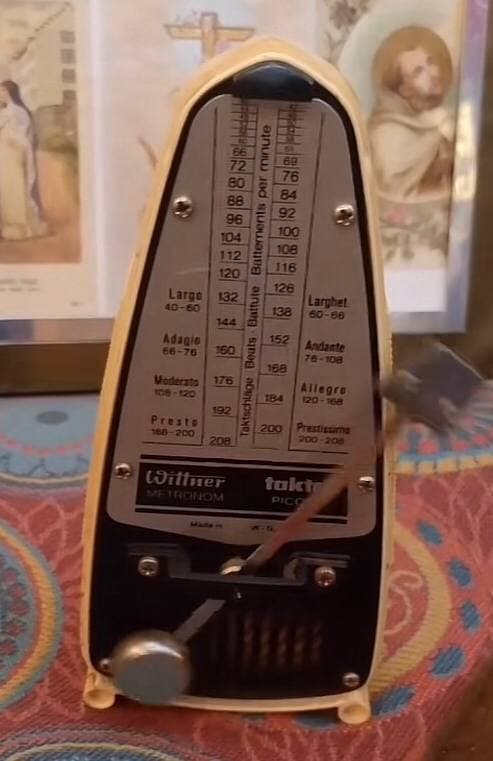 66
72
80
88
96
104
112
120
132
144
160
176
192
208
Taktschläge Beats Battute Battements per minute
69
76
84
92
100
108
116
126
138
152
168
184
200
Largo
40-60
Adagio
66-76
Moderato
108-120
Presto
168-200
Larghet.
60-66
Andante
76-108
Allegro
120-168
Prestissimo
200-208
Wittner
METRONOM
PICCO
Made in